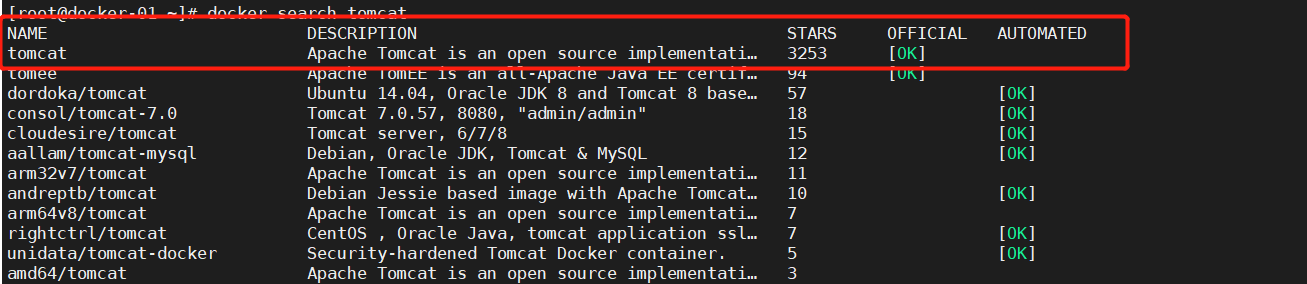 [root@docker-01 ~]# docker search tomcat
NAME DESCRIPTION STARS OFFICIAL AUTOMATED
tomcat Apache Tomcat is an open source implementati… 3253 [OK]
tomee Apache TomEE is an all-Apache Java EE certif… 94 [OK]
dordoka/tomcat Ubuntu 14.04, Oracle JDK 8 and Tomcat 8 base… 57 [OK]
consol/tomcat-7.0 Tomcat 7.0.57, 8080, "admin/admin" 18 [OK]
cloudesire/tomcat Tomcat server, 6/7/8 15 [OK]
aallam/tomcat-mysql Debian, Oracle JDK, Tomcat & MySQL 12 [OK]
arm32v7/tomcat Apache Tomcat is an open source implementati… 11
andreptb/tomcat Debian Jessie based image with Apache Tomcat… 10 [OK]
arm64v8/tomcat Apache Tomcat is an open source implementati… 7
rightctrl/tomcat CentOS , Oracle Java, tomcat application ssl… 7 [OK]
unidata/tomcat-docker Security-hardened Tomcat Docker container. 5 [OK]
amd64/tomcat Apache Tomcat is an open source implementati… 3